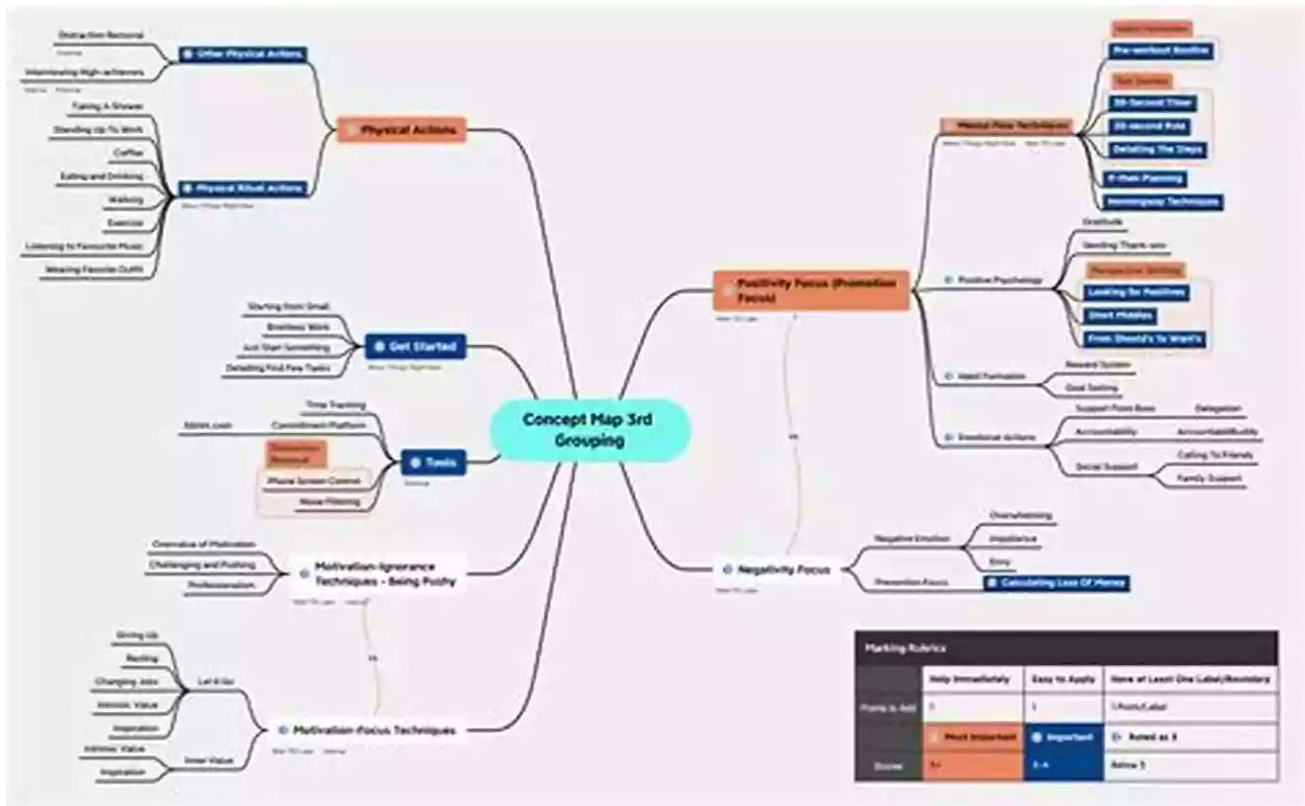 Concept Map 3rd
Grouping
Physical Actions
Other Physical Actions
Distraction Removal
Interviewing High-achievers
Physical Ritual Actions
Taking A Shower
Standing Up To Work
Coffee
Eating and Drinking
Walking
Exercise
Listening to Favourite Music
Wearing Favorite Outfit
Get Started
Starting from Small
Brainless Work
Just Start Something
Detailing First Few Tasks
Tools
Time Tracking
Commitment Platform
Distraction
Removal
Phone Screen Control
Noise Filtering
Motivation-Ignorance
Techniques - Being Pushy
Overvalue of Motivation
Challenging and Pushing
Professionalism
Motivation-Focus Techniques
Let It Go
Giving Up
Resting
Changing Jobs
Intrinsic Value
Inspiration
Inner Value
Intrinsic Value
Inspiration
Positivity Focus (Promotion
Focus)
Mental Flow Techniques
Habit Formation
Pre-workout Routine
30-Second Timer
20-second Rule
Detailing The Steps
If-then Planning
Hemingway Techniques
Positive Psychology
Gratitude
Sending Thank-you
Perspective Shifting
Looking for Positives
Short Middles
From Should's To Want's
Habit Formation
Reward System
Goal Setting
Emotional Actions
Support From Boss
Delegation
Accountability
AccountabilBuddy
Social Support
Calling To Friends
Family Support
Negativity Focus
Negative Emotion
Overwhelming
Impatience
Envy
Prevention Focus
Calculating Loss Of Money
vs
vs
Marking Rubrics
Help Immediately
Easy to Apply
Have at Least One Label/Boundary
Points to Add
1
1
1 Point/Label
Most Important
Important
Rated as 3
Scores
Below 3